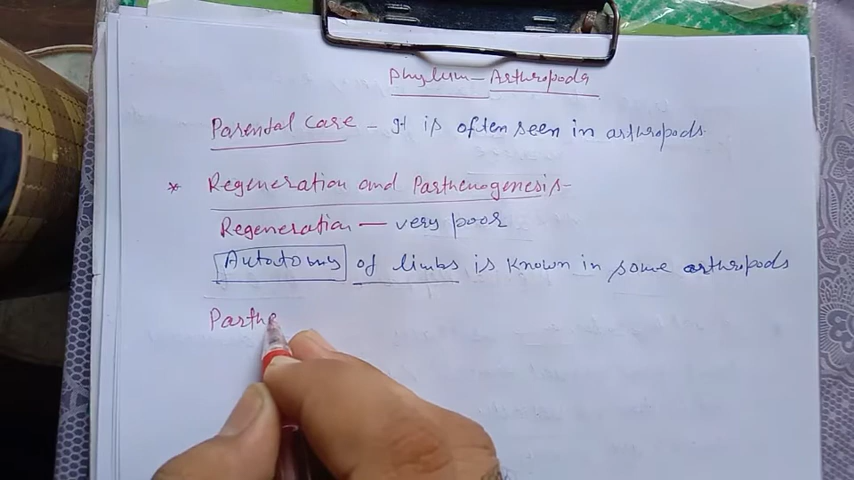 Phylum - Arthropoda
Parental care - It is often seen in arthropods.
* Regeneration and Parthenogenesis -
Regeneration — very poor
Autotomy of limbs is known in some arthropods
Parthe